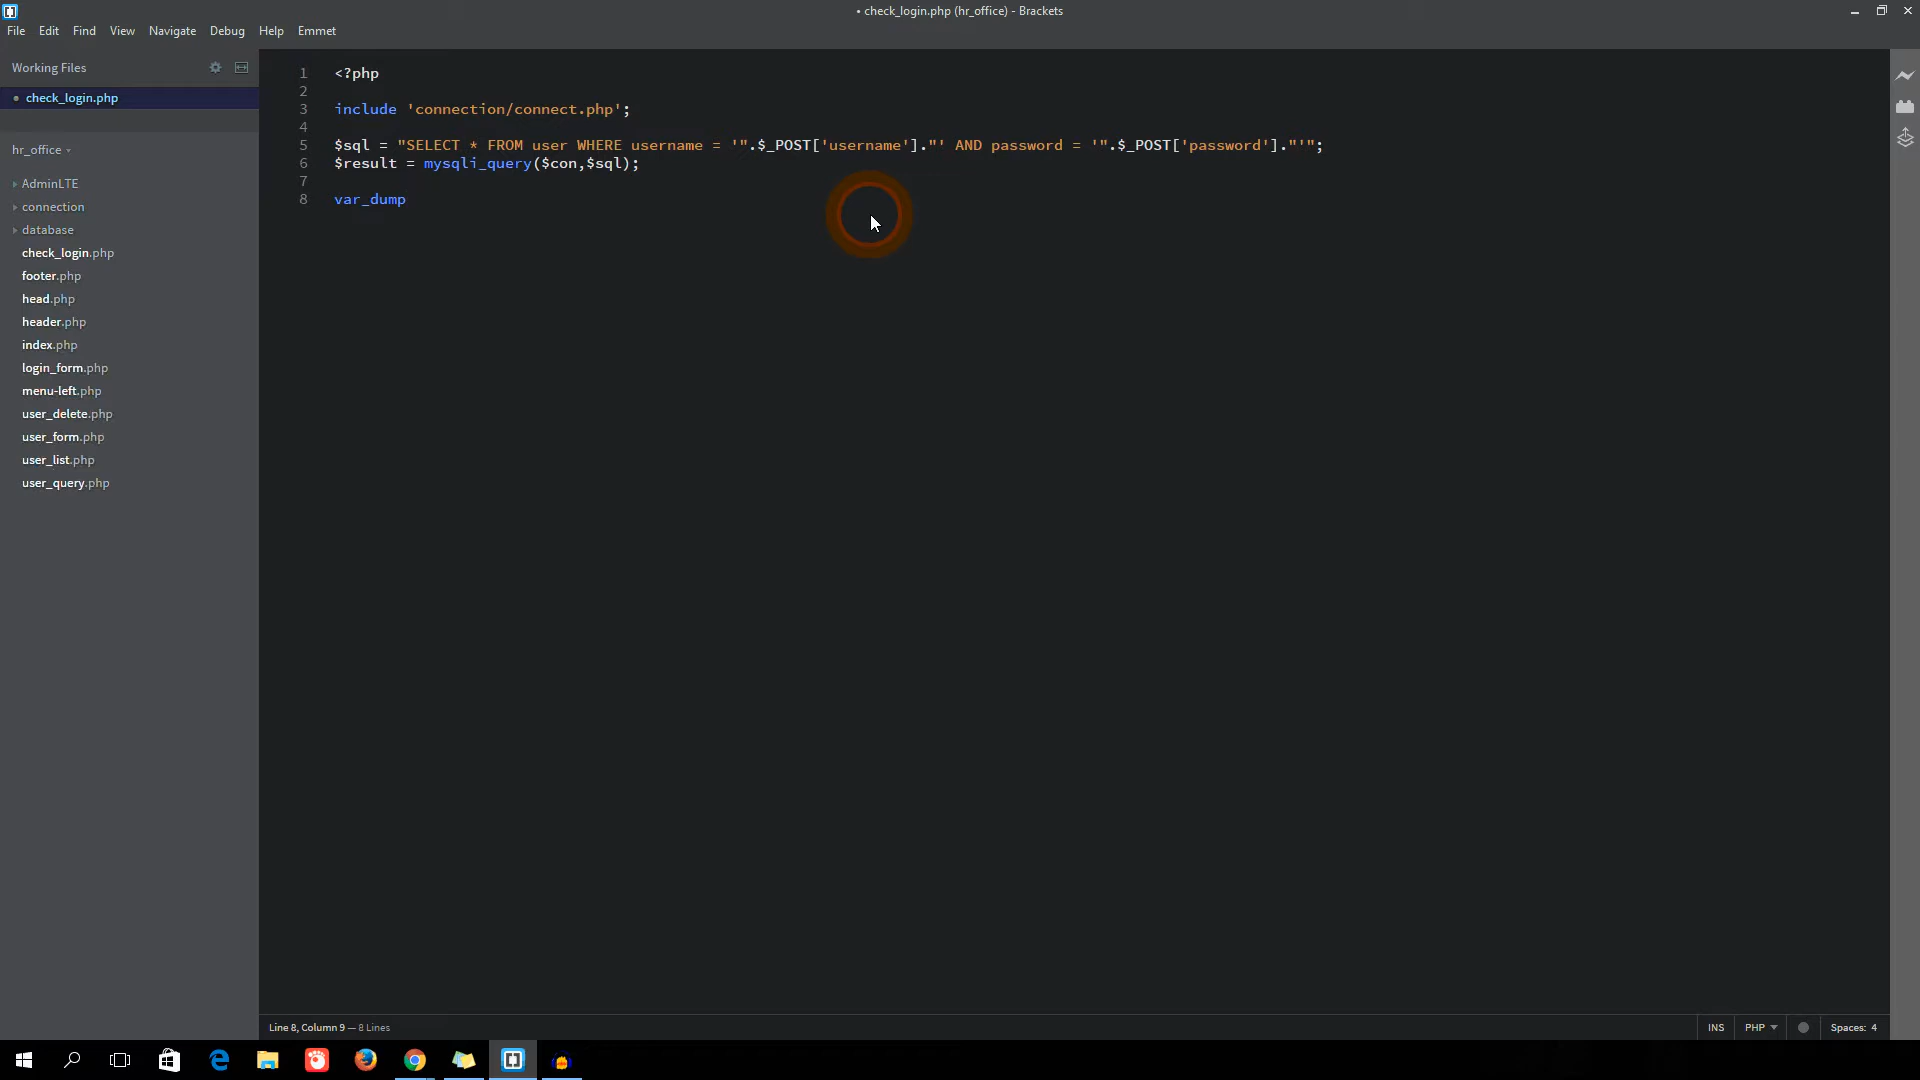 • check_login.php (hr_office) - Brackets
File Edit Find View Navigate Debug Help Emmet
Working Files
• check_login.php
hr_office
AdminLTE
connection
database
check_login.php
footer.php
head.php
header.php
index.php
login_form.php
menu-left.php
user_delete.php
user_form.php
user_list.php
user_query.php
1 <?php
2
3 include 'connection/connect.php';
4
5 $sql = "SELECT * FROM user WHERE username = '".$_POST['username']."' AND password = '".$_POST['password']."'";
6 $result = mysqli_query($con,$sql);
7
8 var_dump
Line 8, Column 9 — 8 Lines
INS PHP Spaces: 4